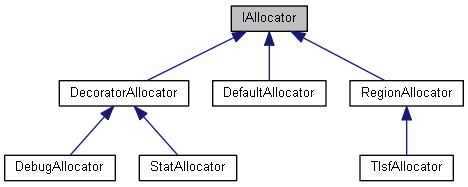 IAllocator
DecoratorAllocator
DefaultAllocator
RegionAllocator
DebugAllocator
StatAllocator
TlsfAllocator